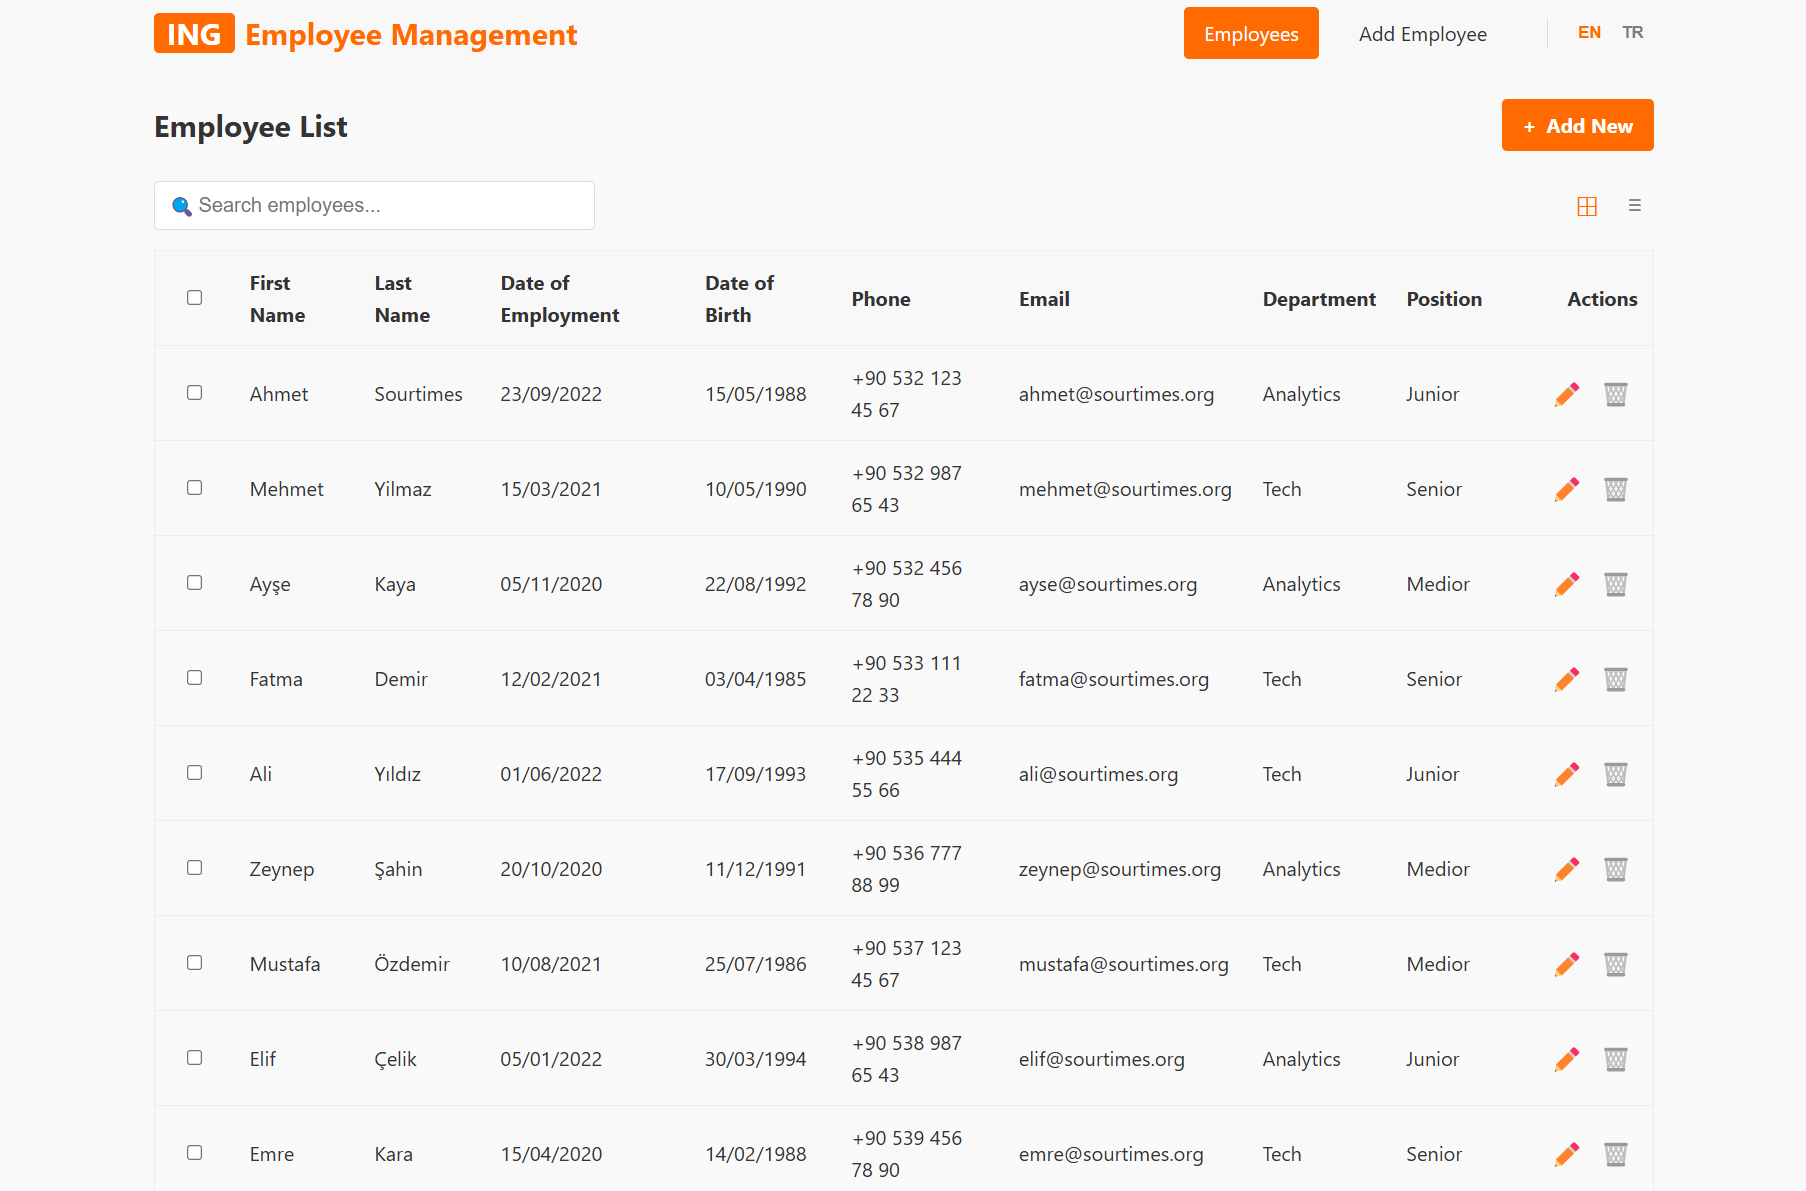 ING Employee Management Employees Add Employee EN TR
Employee List + Add New
Search employees...
First Name Last Name Date of Employment Date of Birth Phone Email Department Position Actions
Ahmet Sourtimes 23/09/2022 15/05/1988 +90 532 123 45 67 ahmet@sourtimes.org Analytics Junior
Mehmet Yilmaz 15/03/2021 10/05/1990 +90 532 987 65 43 mehmet@sourtimes.org Tech Senior
Ayşe Kaya 05/11/2020 22/08/1992 +90 532 456 78 90 ayse@sourtimes.org Analytics Medior
Fatma Demir 12/02/2021 03/04/1985 +90 533 111 22 33 fatma@sourtimes.org Tech Senior
Ali Yıldız 01/06/2022 17/09/1993 +90 535 444 55 66 ali@sourtimes.org Tech Junior
Zeynep Şahin 20/10/2020 11/12/1991 +90 536 777 88 99 zeynep@sourtimes.org Analytics Medior
Mustafa Özdemir 10/08/2021 25/07/1986 +90 537 123 45 67 mustafa@sourtimes.org Tech Medior
Elif Çelik 05/01/2022 30/03/1994 +90 538 987 65 43 elif@sourtimes.org Analytics Junior
Emre Kara 15/04/2020 14/02/1988 +90 539 456 78 90 emre@sourtimes.org Tech Senior